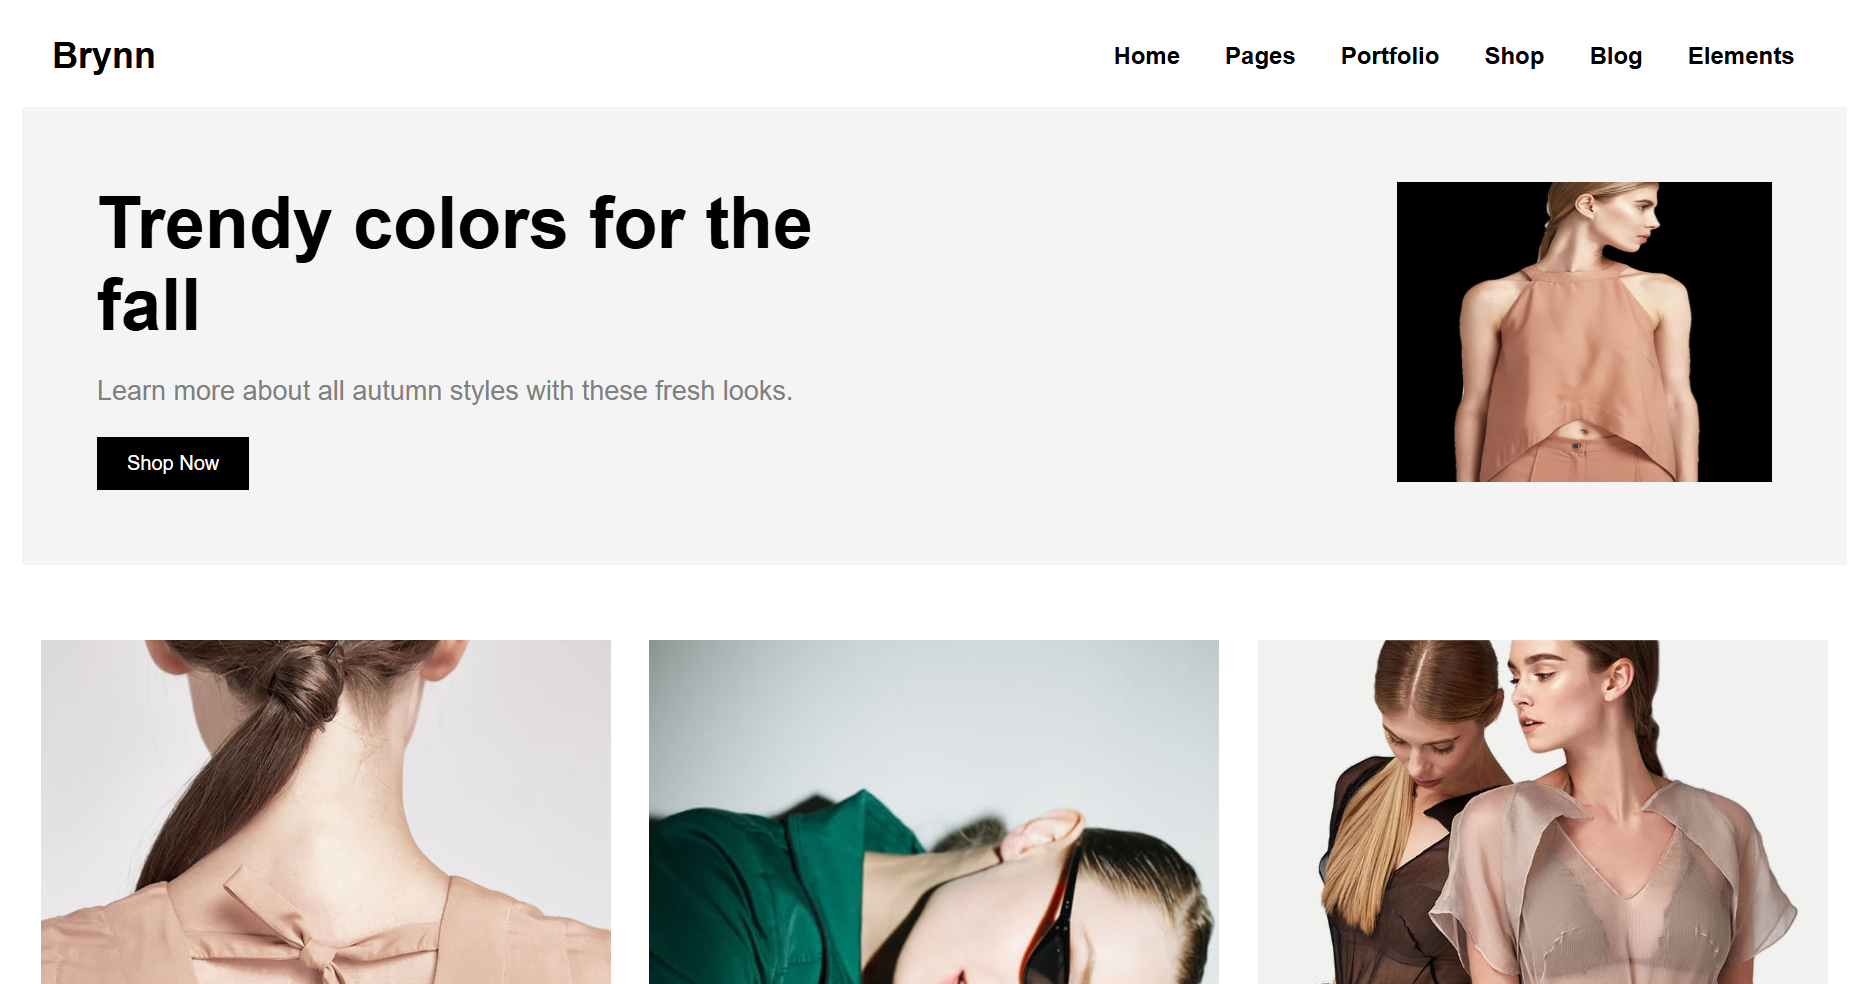 Brynn
Home Pages Portfolio Shop Blog Elements
Trendy colors for the
fall
Learn more about all autumn styles with these fresh looks.
Shop Now